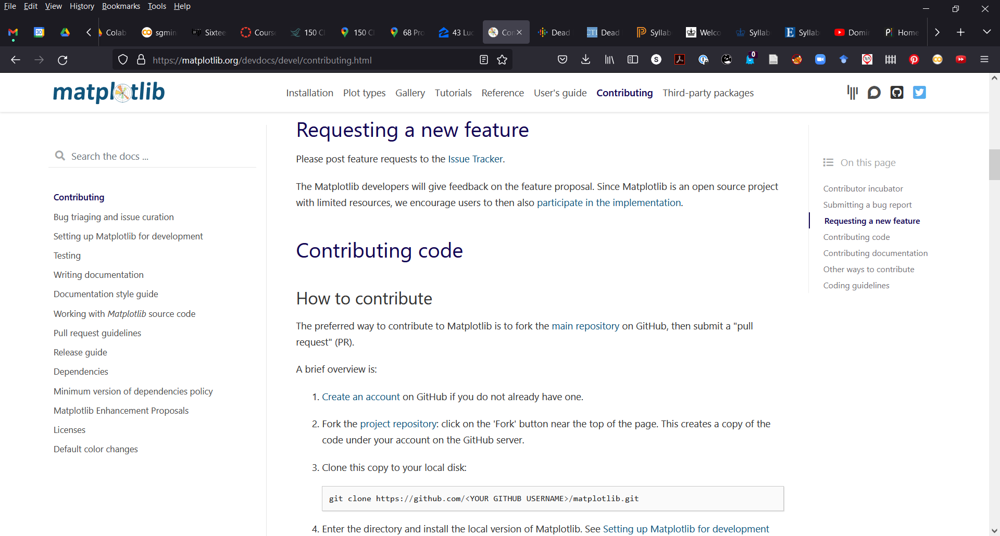 File Edit View History Bookmarks Tools Help
30 Colab sgmin Sixtee Course 150 Cl 150 Cl 68 Pro 43 Luc Con Dead CTL Dead Syllab Welco Syllab Syllab Domin Home
https://matplotlib.org/devdocs/devel/contributing.html
0
matplotlib
Installation Plot types Gallery Tutorials Reference User's guide Contributing Third-party packages
Search the docs ...
Contributing
Bug triaging and issue curation
Setting up Matplotlib for development
Testing
Writing documentation
Documentation style guide
Working with Matplotlib source code
Pull request guidelines
Release guide
Dependencies
Minimum version of dependencies policy
Matplotlib Enhancement Proposals
Licenses
Default color changes
Requesting a new feature
Please post feature requests to the Issue Tracker.
The Matplotlib developers will give feedback on the feature proposal. Since Matplotlib is an open source project
with limited resources, we encourage users to then also participate in the implementation.
Contributing code
How to contribute
The preferred way to contribute to Matplotlib is to fork the main repository on GitHub, then submit a "pull
request" (PR).
A brief overview is:
1. Create an account on GitHub if you do not already have one.
2. Fork the project repository: click on the 'Fork' button near the top of the page. This creates a copy of the
code under your account on the GitHub server.
3. Clone this copy to your local disk:
git clone https://github.com/<YOUR GITHUB USERNAME>/matplotlib.git
4. Enter the directory and install the local version of Matplotlib. See Setting up Matplotlib for development
On this page
Contributor incubator
Submitting a bug report
Requesting a new feature
Contributing code
Contributing documentation
Other ways to contribute
Coding guidelines